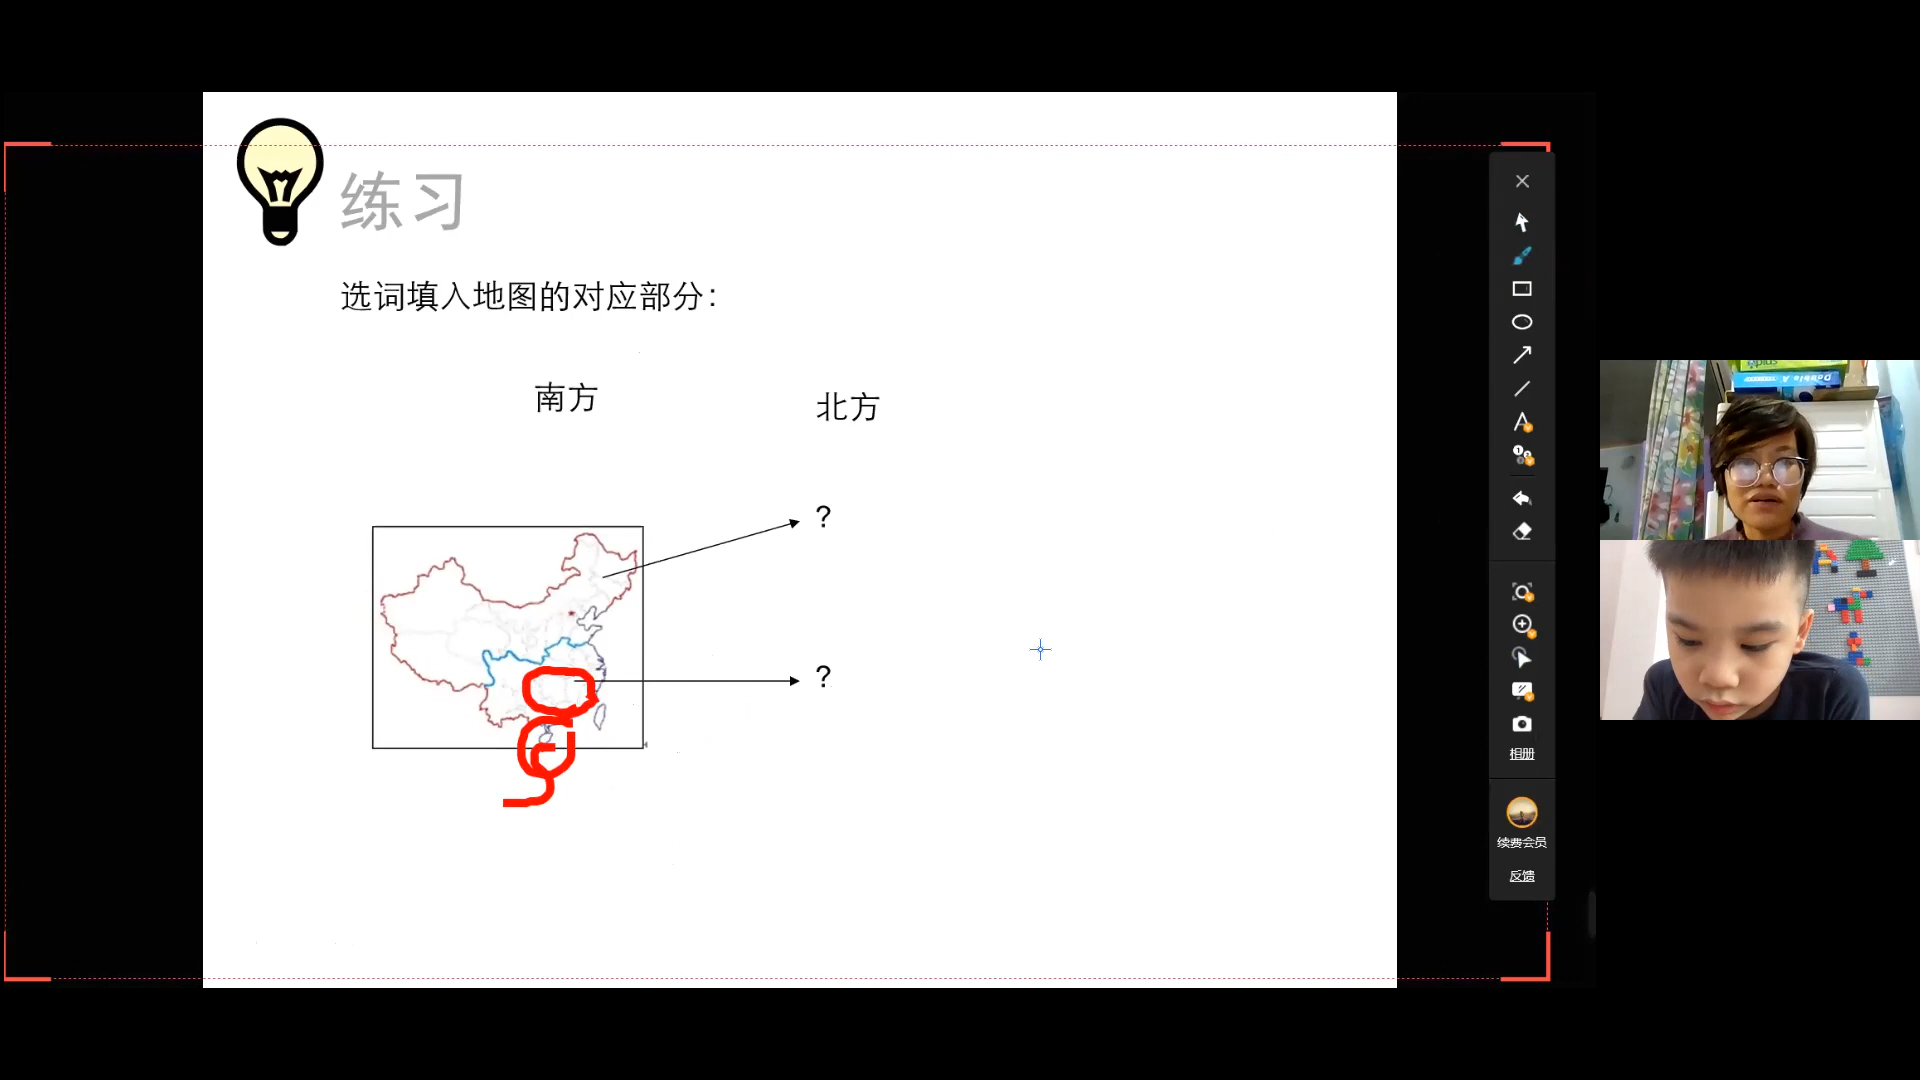 练习
选词填入地图的对应部分：
南方
北方
?
?
相册
续费会员
反馈
Double A